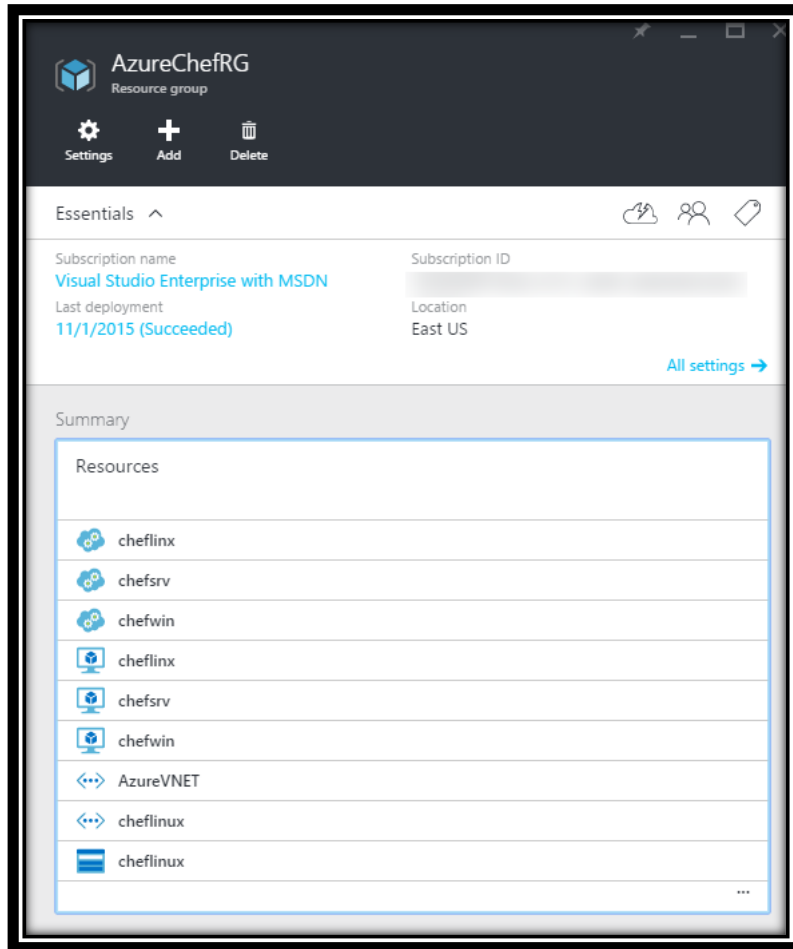 AzureChefRG
Resource group
Settings Add Delete
Essentials
Subscription name Subscription ID
Visual Studio Enterprise with MSDN
Last deployment Location
11/1/2015 (Succeeded) East US
All settings →
Summary
Resources
cheflinx
chefsrv
chefwin
cheflinx
chefsrv
chefwin
AzureVNET
cheflinux
cheflinux
...